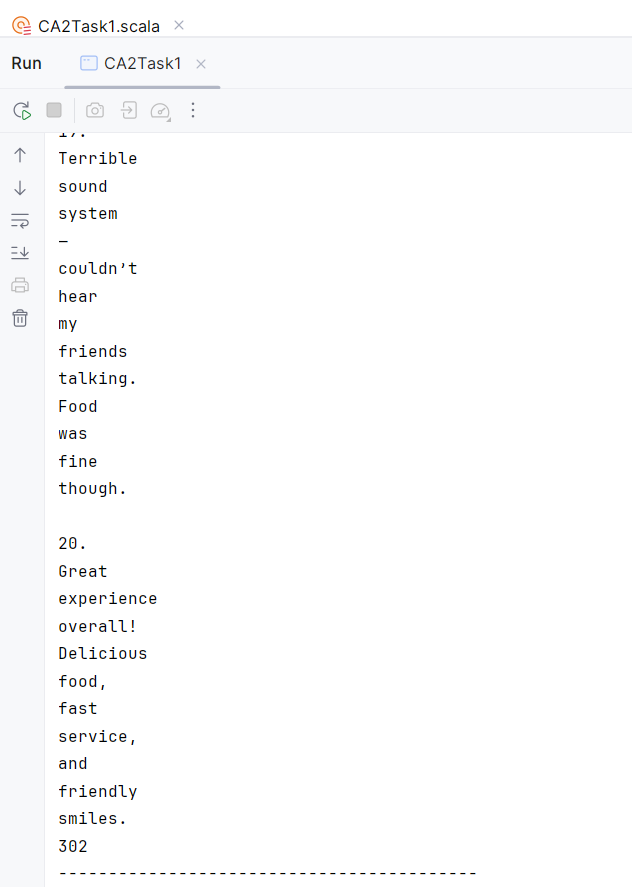 CA2Task1.scala
Run
CA2Task1
Terrible
sound
system
–
couldn’t
hear
my
friends
talking.
Food
was
fine
though.
20.
Great
experience
overall!
Delicious
food,
fast
service,
and
friendly
smiles.
302
------------------------------------------